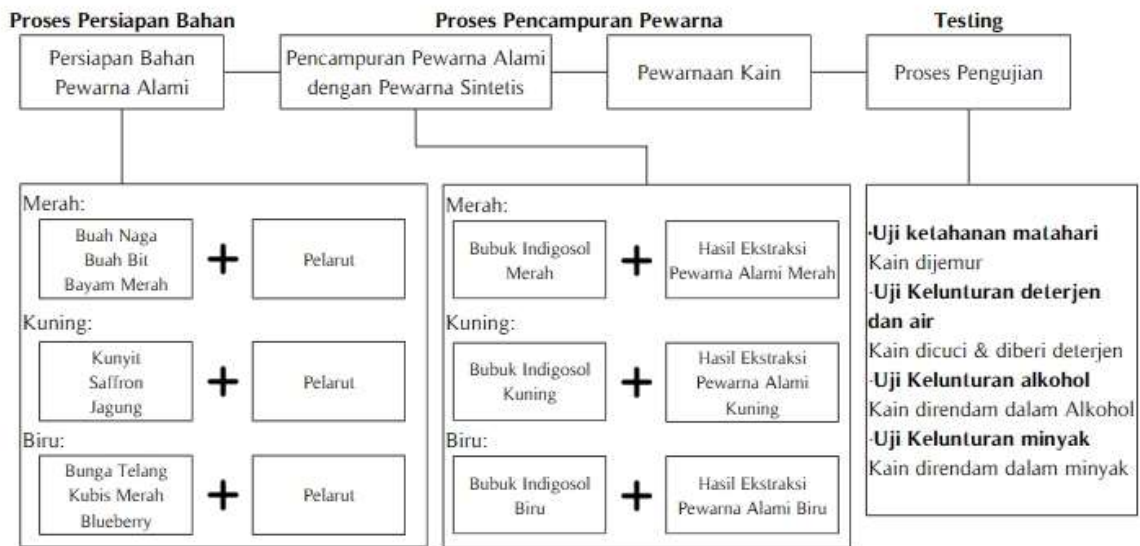 Proses Persiapan Bahan
Proses Pencampuran Pewarna
Testing
Persiapan Bahan
Pewarna Alami
Pencampuran Pewarna Alami
dengan Pewarna Sintetis
Pewarnaan Kain
Proses Pengujian
Merah:
Buah Naga
Buah Bit
Bayam Merah
+
Pelarut
Kuning:
Kunyit
Saffron
Jagung
+
Pelarut
Biru:
Bunga Telang
Kubis Merah
Blueberry
+
Pelarut
Merah:
Bubuk Indigosol
Merah
+
Hasil Ekstraksi
Pewarna Alami Merah
Kuning:
Bubuk Indigosol
Kuning
+
Hasil Ekstraksi
Pewarna Alami
Kuning
Biru:
Bubuk Indigosol
Biru
+
Hasil Ekstraksi
Pewarna Alami Biru
·Uji ketahanan matahari
Kain dijemur
·Uji Kelunturan deterjen
dan air
Kain dicuci & diberi deterjen
·Uji Kelunturan alkohol
Kain direndam dalam Alkohol
·Uji Kelunturan minyak
Kain direndam dalam minyak